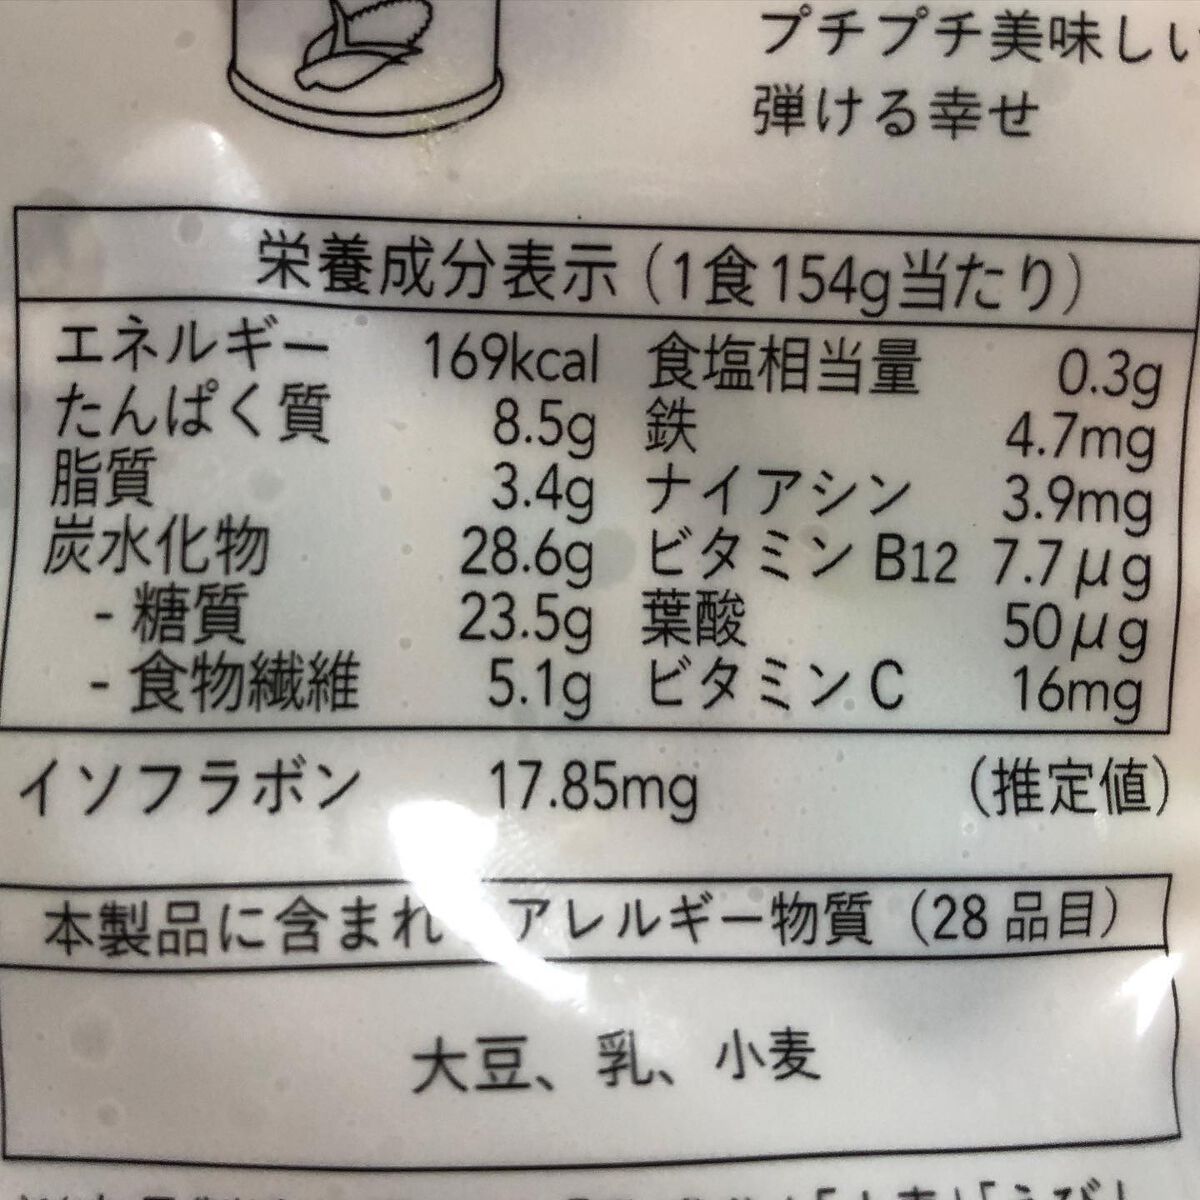 プチプチ美味しい
弾ける幸せ
栄養成分表示（1食154g当たり）
エネルギー 169kcal 食塩相当量 0.3g
たんぱく質 8.5g 鉄 4.7mg
脂質 3.4g ナイアシン 3.9mg
炭水化物 28.6g ビタミンB12 7.7μg
- 糖質 23.5g 葉酸 50μg
- 食物繊維 5.1g ビタミンC 16mg
イソフラボン 17.85mg （推定値）
本製品に含まれ アレルギー物質（28品目）
大豆、乳、小麦